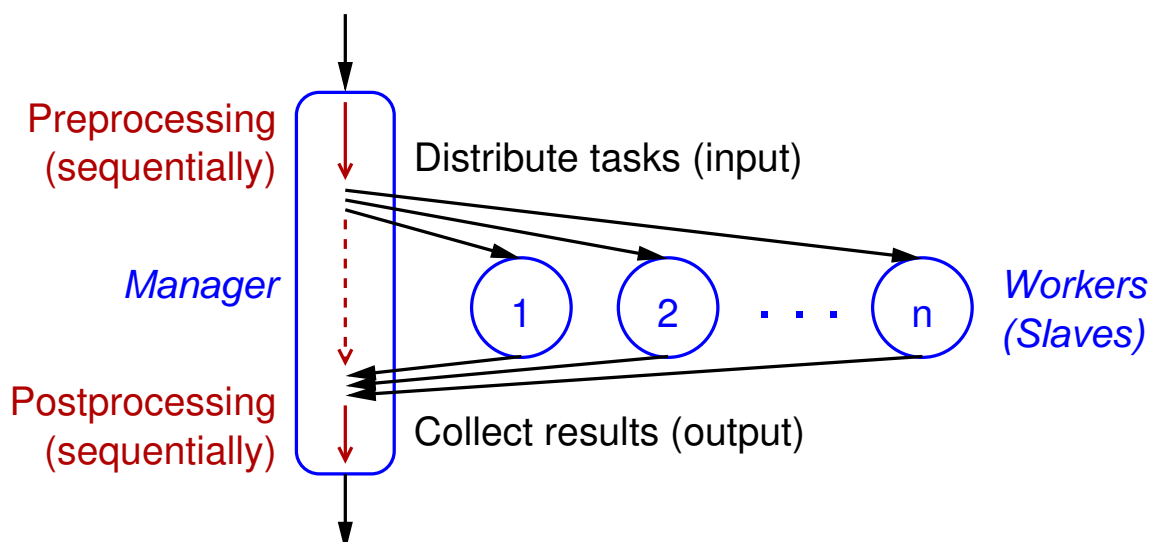 Preprocessing
(sequentially)
Distribute tasks (input)
Manager
1
2
. . .
n
Workers
(Slaves)
Postprocessing
(sequentially)
Collect results (output)